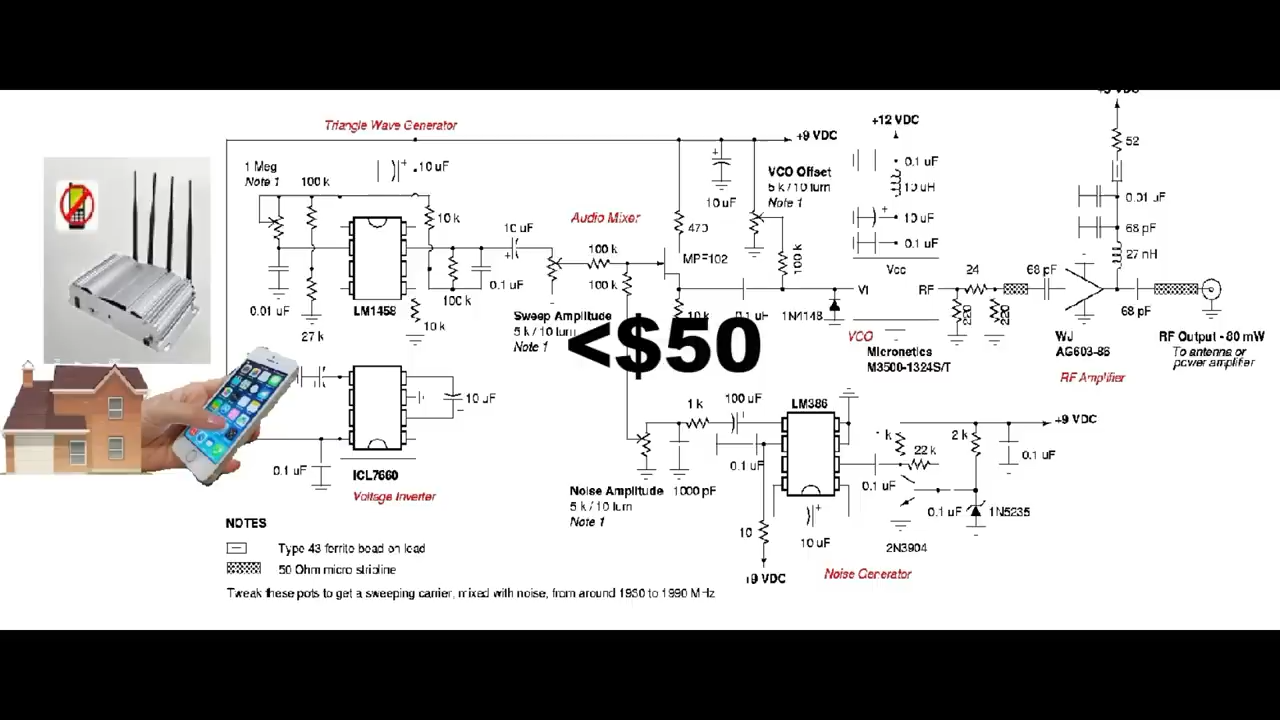 +5 VDC
Triangle Wave Generator
+9 VDC
+12 VDC
52
1 Meg
Note 1
100 k
10 uF
10 k
0.01 uF
LM1458
27 k
100 k
0.1 uF
10 k
10 uF
Audio Mixer
100 k
100 k
Sweep Amplitude
5 k / 10 turn
Note 1
470
MPF102
10 k
10 uF
VCO Offset
5 k / 10 turn
Note 1
100 k
0.1 uF
1N4148
0.1 uF
10 uH
10 uF
0.1 uF
Vcc
VT
RF
VCO
Micronetics
M3500-1324S/T
24
220
220
68 pF
0.01 uF
68 pF
27 nH
68 pF
WJ
AG603-86
RF Amplifier
RF Output - 80 mW
To antenna or
power amplifier
<$50
10 uF
0.1 uF
ICL7660
Voltage Inverter
Noise Amplitude
5 k / 10 turn
Note 1
1000 pF
1 k
100 uF
0.1 uF
LM386
10
+9 VDC
10 uF
k
22 k
0.1 uF
2 k
+9 VDC
0.1 uF
0.1 uF
1N5235
2N3904
Noise Generator
NOTES
Type 43 ferrite bead on lead
50 Ohm micro stripline
Tweak these pots to get a sweeping carrier, mixed with noise, from around 1930 to 1990 MHz